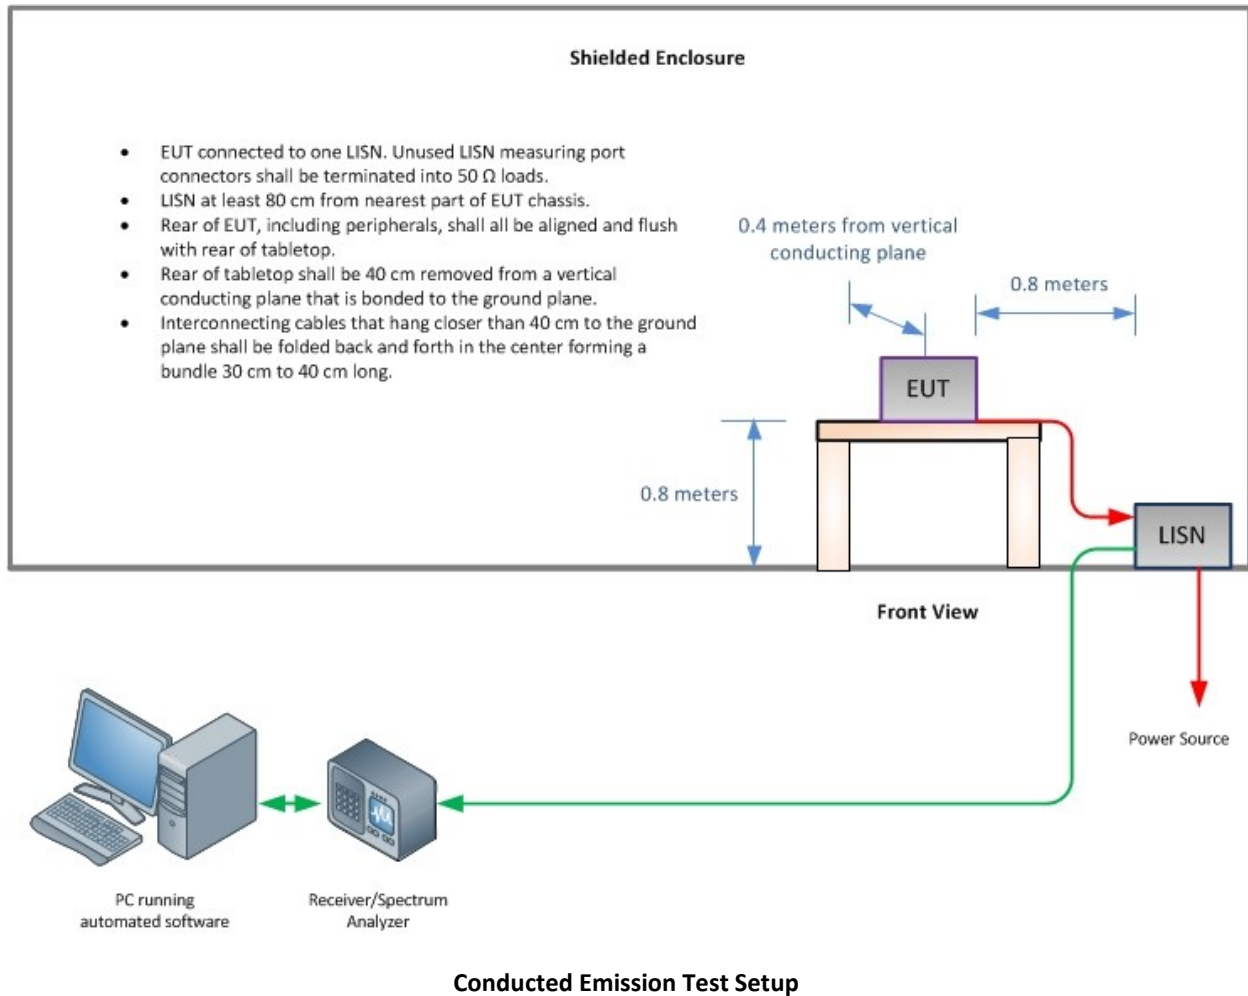 Shielded Enclosure
• EUT connected to one LISN. Unused LISN measuring port
connectors shall be terminated into 50 Ω loads.
• LISN at least 80 cm from nearest part of EUT chassis.
• Rear of EUT, including peripherals, shall all be aligned and flush
with rear of tabletop.
• Rear of tabletop shall be 40 cm removed from a vertical
conducting plane that is bonded to the ground plane.
• Interconnecting cables that hang closer than 40 cm to the ground
plane shall be folded back and forth in the center forming a
bundle 30 cm to 40 cm long.
0.4 meters from vertical
conducting plane
0.8 meters
EUT
0.8 meters
LISN
Front View
Power Source
PC running
automated software
Receiver/Spectrum
Analyzer
Conducted Emission Test Setup